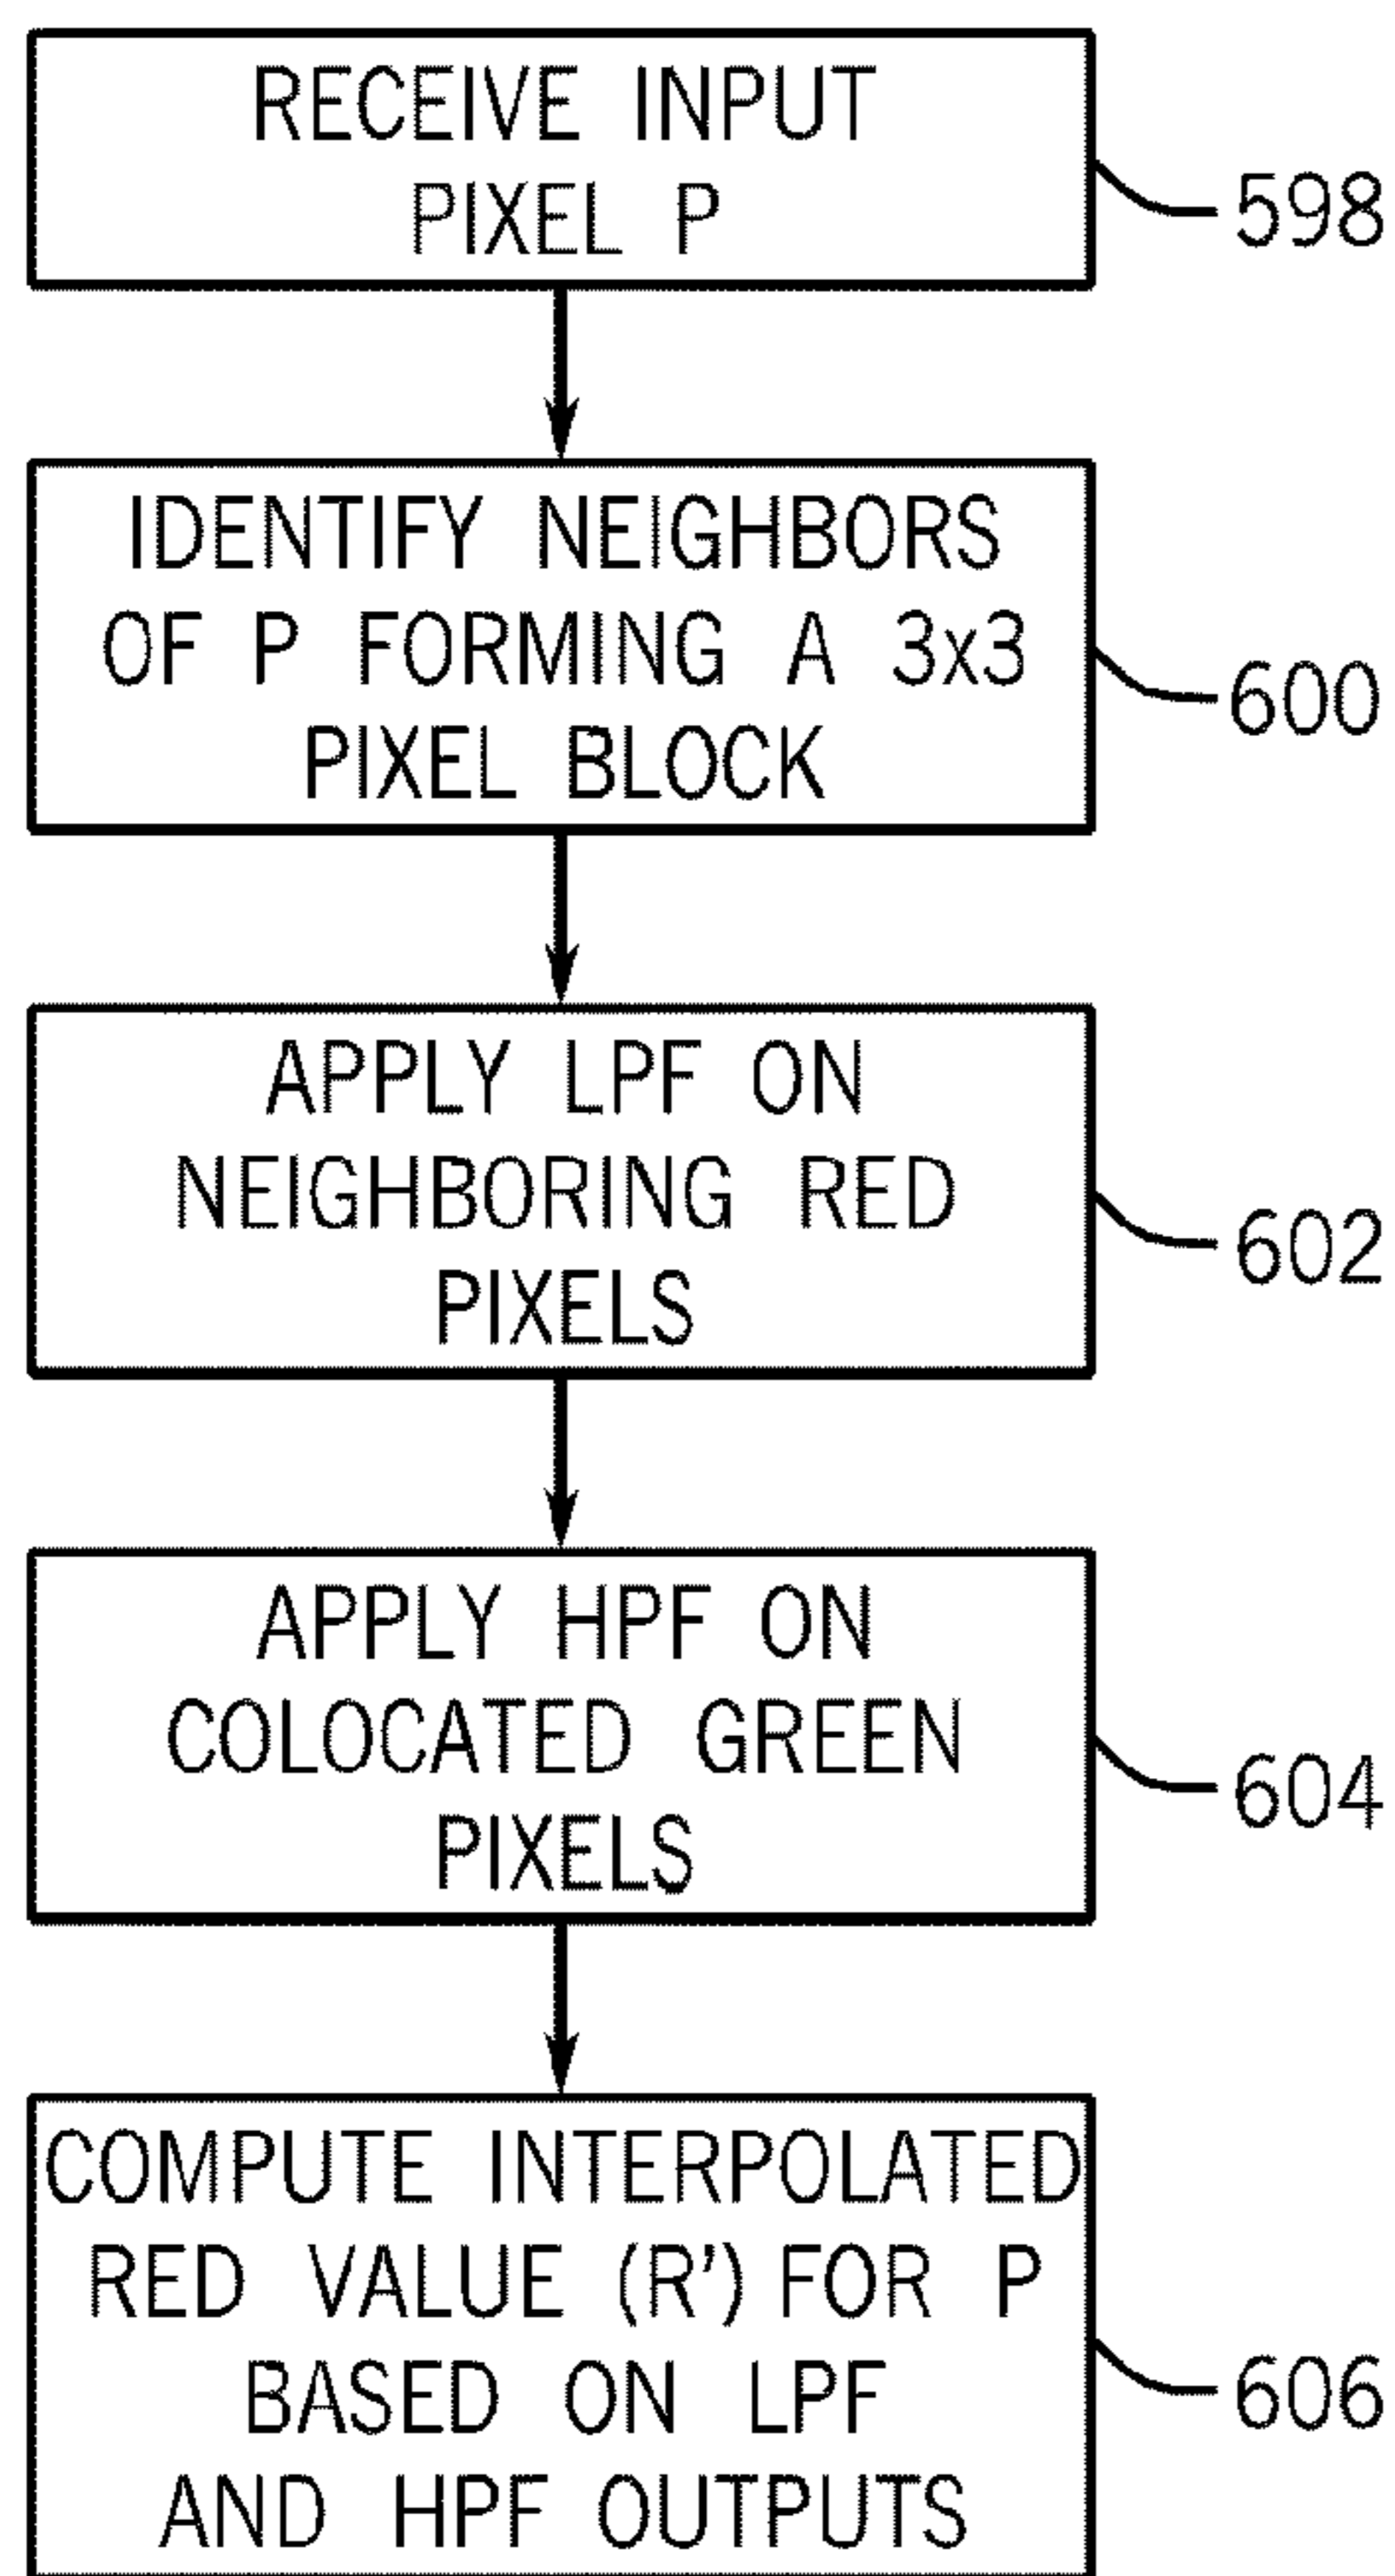 RECEIVE INPUT
PIXEL P
598
IDENTIFY NEIGHBORS
OF P FORMING A 3x3
PIXEL BLOCK
600
APPLY LPF ON
NEIGHBORING RED
PIXELS
602
APPLY HPF ON
COLOCATED GREEN
PIXELS
604
COMPUTE INTERPOLATED
RED VALUE (R') FOR P
BASED ON LPF
AND HPF OUTPUTS
606